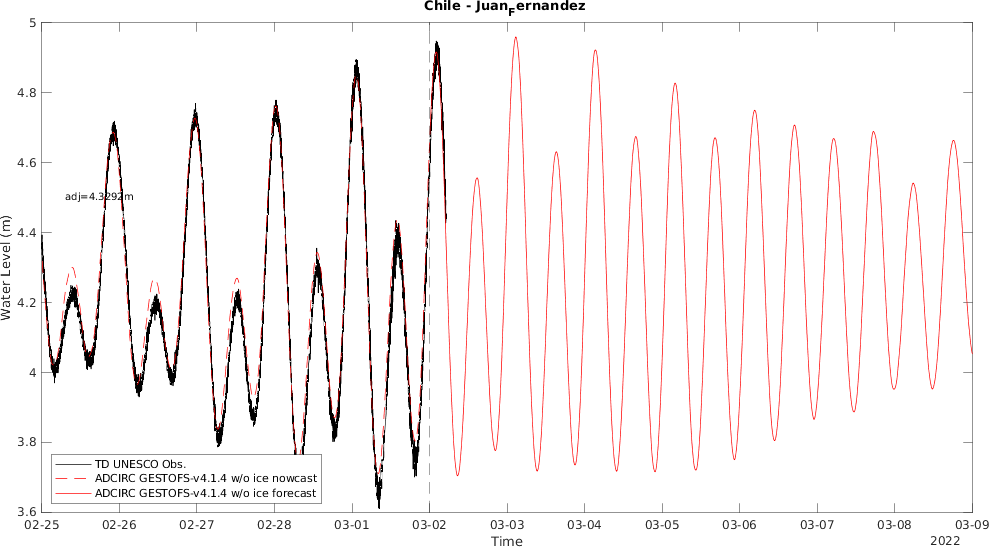 Chile - JuanFernandez
5
4.8
4.6
4.4
4.2
4
3.8
3.6
Water Level (m)
adj=4.3292m
TD UNESCO Obs.
ADCIRC GESTOFS-v4.1.4 w/o ice nowcast
ADCIRC GESTOFS-v4.1.4 w/o ice forecast
02-25 02-26 02-27 02-28 03-01 03-02 03-03 03-04 03-05 03-06 03-07 03-08 03-09
Time
2022